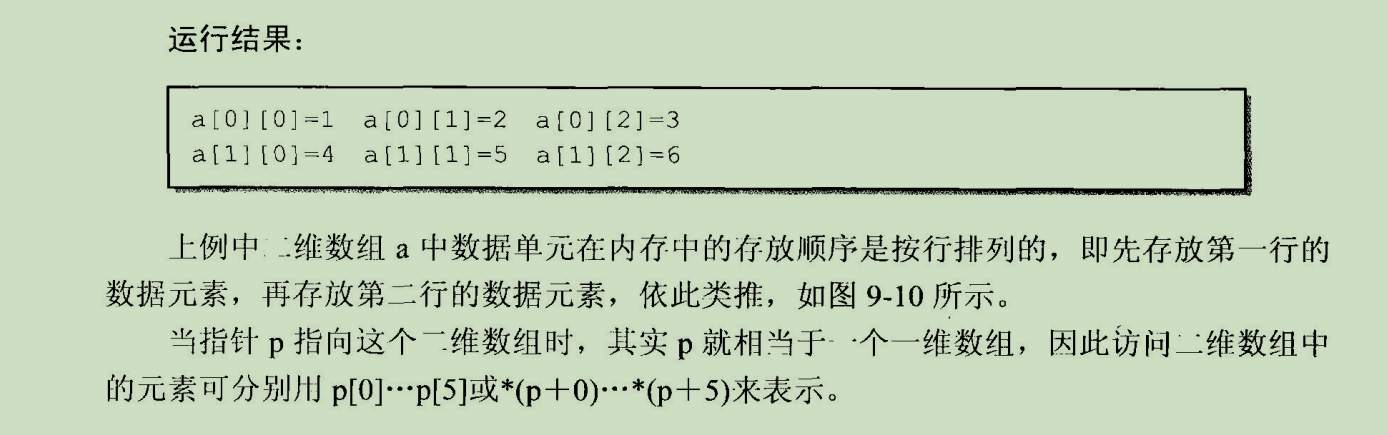 运行结果：
a[0][0]=1 a[0][1]=2 a[0][2]=3
a[1][0]=4 a[1][1]=5 a[1][2]=6
上例中二维数组 a 中数据单元在内存中的存放顺序是按行排列的，即先存放第一行的
数据元素，再存放第二行的数据元素，依此类推，如图 9-10 所示。
当指针 p 指向这个二维数组时，其实 p 就相当于一个一维数组，因此访问二维数组中
的元素可分别用 p[0]…p[5]或*(p＋0)…*(p＋5)来表示。